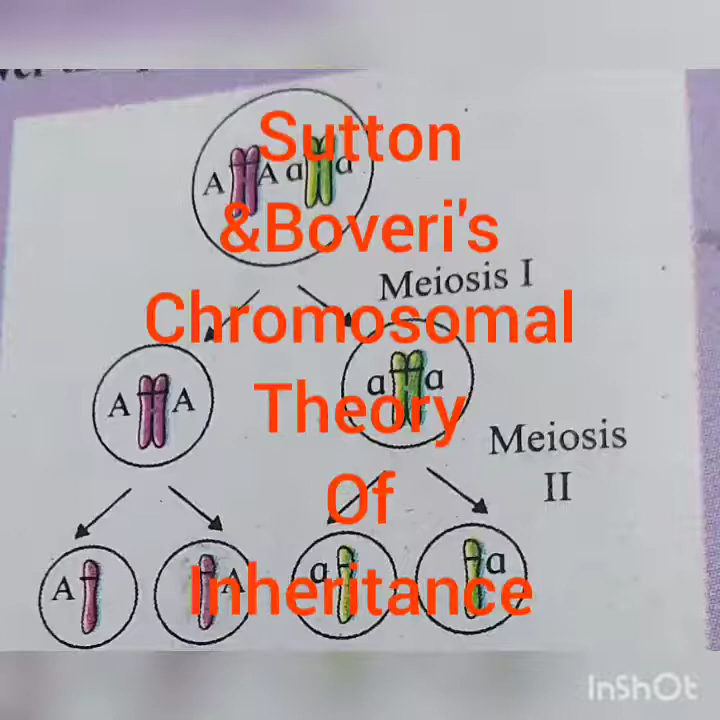 Sutton
&Boveri's
Chromosomal
Theory
Of
Inheritance
A A a a
Meiosis I
A A
a a
Meiosis
II
A
A
a
a
InShOt